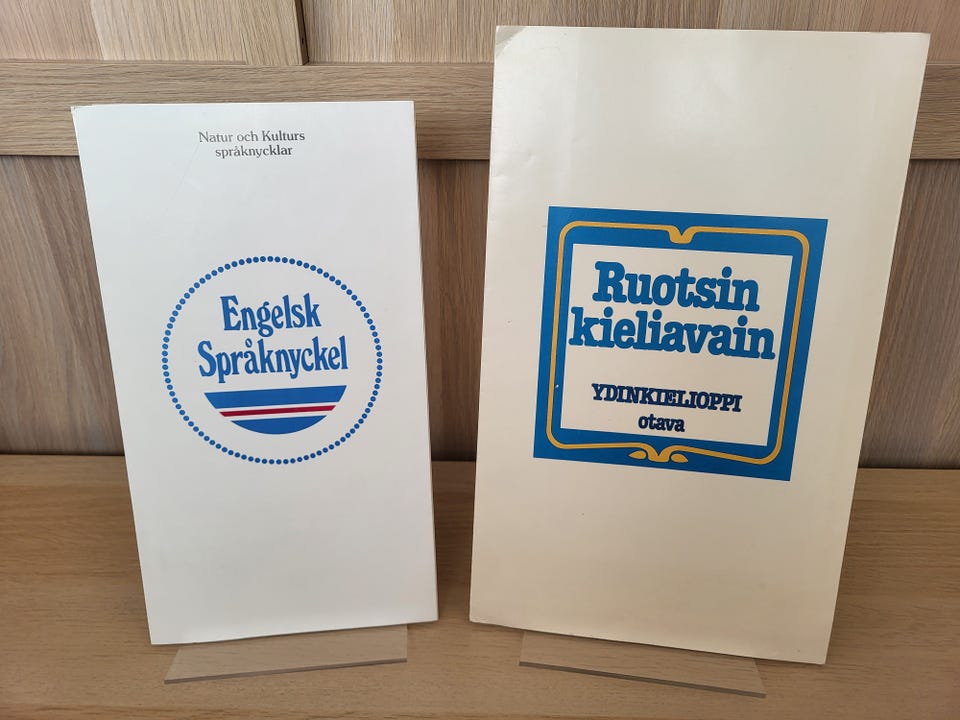 Natur och Kulturs
språknycklar
Engelsk
Språknyckel
Ruotsin
kieliavain
YDINKIELIOPPI
otava